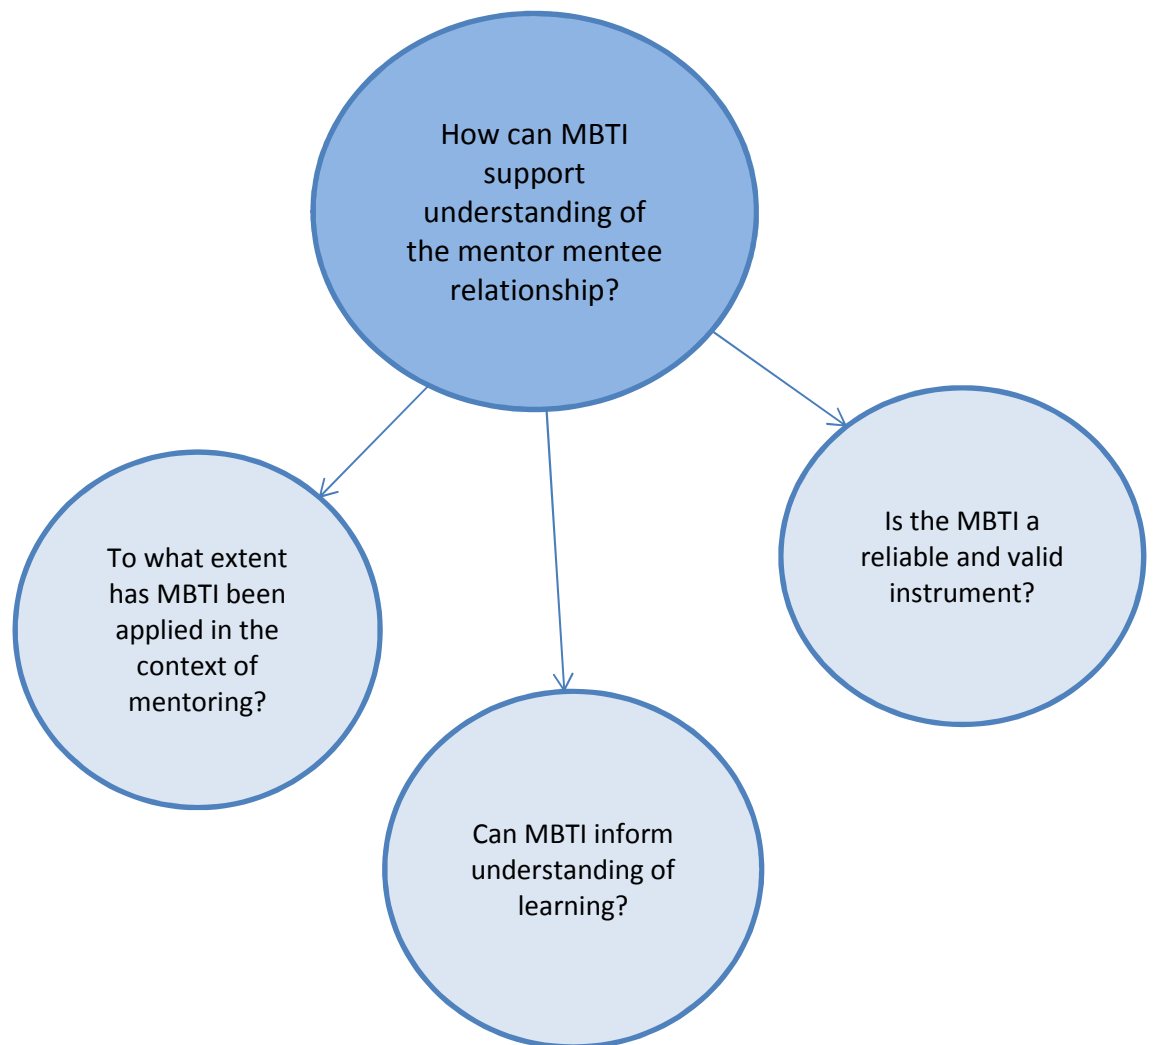 How can MBTI
support
understanding of
the mentor mentee
relationship?
To what extent
has MBTI been
applied in the
context of
mentoring?
Can MBTI inform
understanding of
learning?
Is the MBTI a
reliable and valid
instrument?